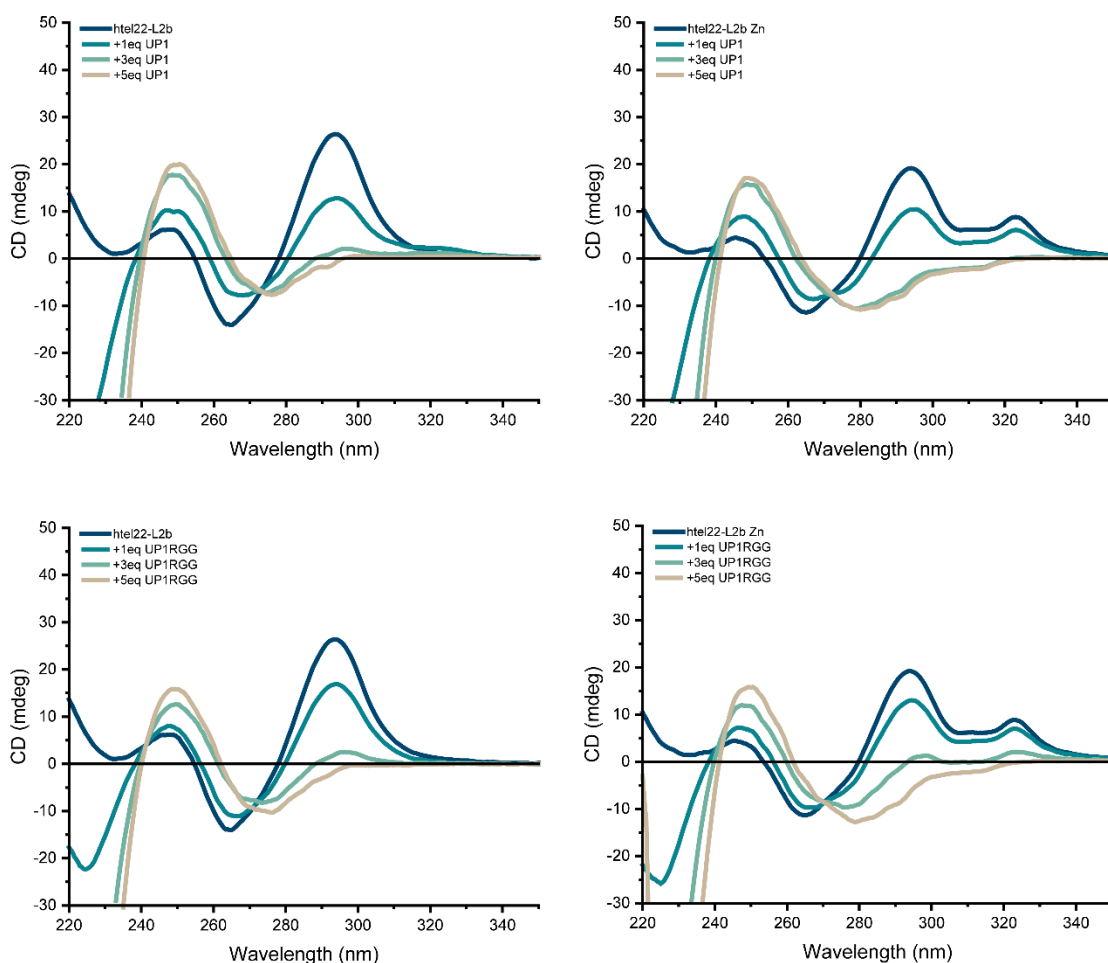 50
40
30
20
10
0
-10
-20
-30
CD (mdeg)
htel22-L2b
+1eq UP1
+3eq UP1
+5eq UP1
220 240 260 280 300 320 340
Wavelength (nm)
50
40
30
20
10
0
-10
-20
-30
CD (mdeg)
htel22-L2b Zn
+1eq UP1
+3eq UP1
+5eq UP1
220 240 260 280 300 320 340
Wavelength (nm)
50
40
30
20
10
0
-10
-20
-30
CD (mdeg)
htel22-L2b
+1eq UP1RGG
+3eq UP1RGG
+5eq UP1RGG
220 240 260 280 300 320 340
Wavelength (nm)
50
40
30
20
10
0
-10
-20
-30
CD (mdeg)
htel22-L2b Zn
+1eq UP1RGG
+3eq UP1RGG
+5eq UP1RGG
220 240 260 280 300 320 340
Wavelength (nm)